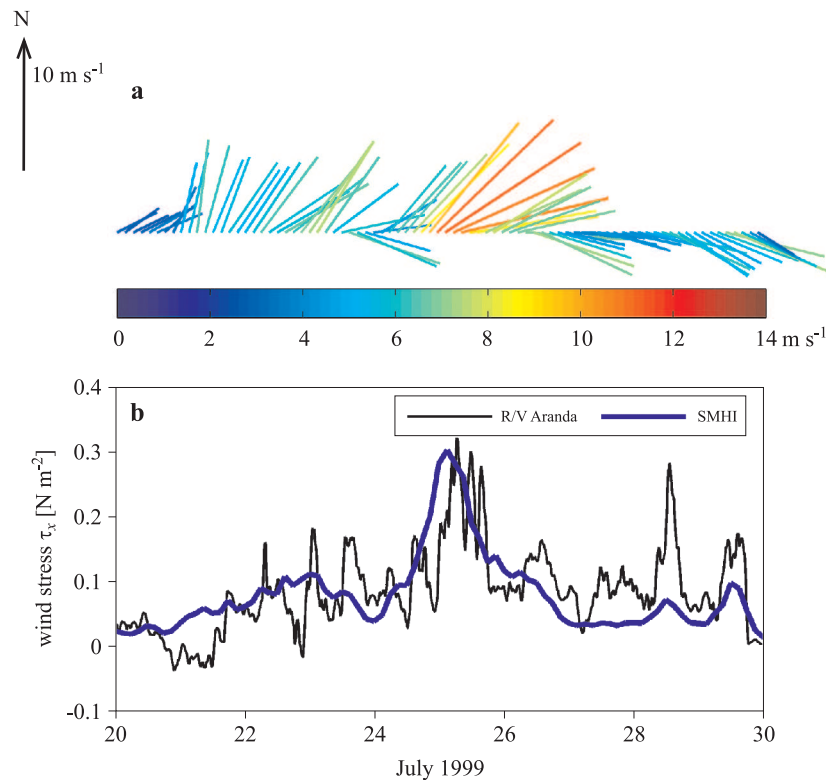 N
10 m s⁻¹
a
0 2 4 6 8 10 12 14 m s⁻¹
b
R/V Aranda SMHI
wind stress τₓ [N m⁻²]
0.4
0.3
0.2
0.1
0
-0.1
20 22 24 26 28 30
July 1999